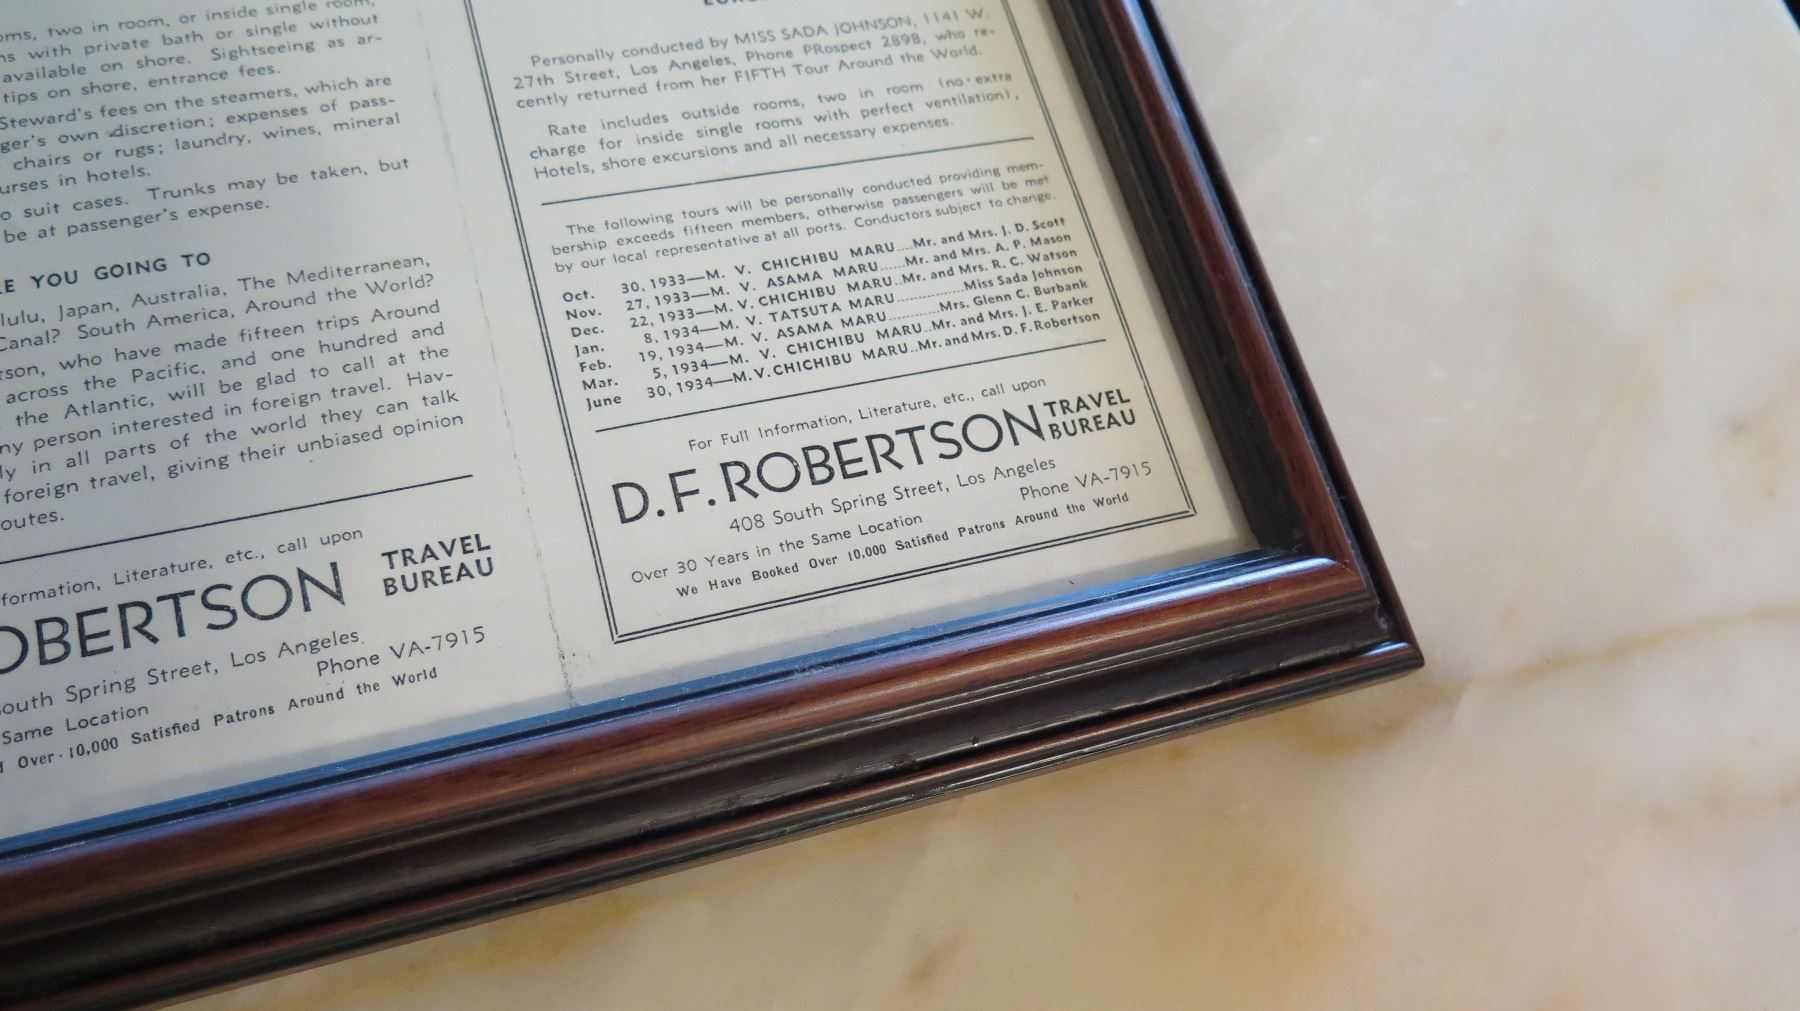 oms, two in room, or inside single room,
ns with private bath or single without
available on shore. Sightseeing as ar-
tips on shore, entrance fees.
Steward's fees on the steamers, which are
ger's own discretion; expenses of pass-
chairs or rugs; laundry, wines, mineral
urses in hotels.
o suit cases. Trunks may be taken, but
be at passenger's expense.
E YOU GOING TO
lulu, Japan, Australia, The Mediterranean,
Canal? South America, Around the World?
rson, who have made fifteen trips Around
across the Pacific, and one hundred and
the Atlantic, will be glad to call at the
ny person interested in foreign travel. Hav-
ly in all parts of the world they can talk
foreign travel, giving their unbiased opinion
outes.
formation, Literature, etc., call upon
OBERTSON TRAVEL BUREAU
outh Spring Street, Los Angeles
Phone VA-7915
Same Location
Over 10,000 Satisfied Patrons Around the World
Personally conducted by MISS SADA JOHNSON, 1141 W.
27th Street, Los Angeles, Phone PRospect 2898, who re-
cently returned from her FIFTH Tour Around the World.
Rate includes outside rooms, two in room (no extra
charge for inside single rooms with perfect ventilation),
Hotels, shore excursions and all necessary expenses.
The following tours will be personally conducted providing mem-
bership exceeds fifteen members, otherwise passengers will be met
by our local representative at all ports. Conductors subject to change.
Oct. 30, 1933—M. V. CHICHIBU MARU....Mr. and Mrs. J. D. Scott
Nov. 27, 1933—M. V. ASAMA MARU......Mr. and Mrs. A. P. Mason
Dec. 22, 1933—M. V. CHICHIBU MARU..Mr. and Mrs. R. C. Watson
Jan. 8, 1934—M. V. TATSUTA MARU...............Miss Sada Johnson
Feb. 19, 1934—M. V. ASAMA MARU...........Mrs. Glenn C. Burbank
Mar. 5, 1934—M. V. CHICHIBU MARU..Mr. and Mrs. J. E. Parker
June 30, 1934—M.V.CHICHIBU MARU..Mr. and Mrs. D. F. Robertson
For Full Information, Literature, etc., call upon
D. F. ROBERTSON TRAVEL BUREAU
408 South Spring Street, Los Angeles
Phone VA-7915
Over 30 Years in the Same Location
We Have Booked Over 10,000 Satisfied Patrons Around the World